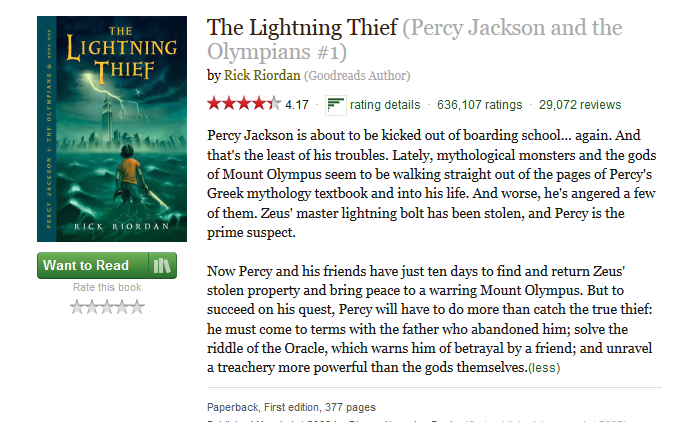 THE
LIGHTNING
THIEF
PERCY JACKSON & THE OLYMPIANS
BOOK ONE
RICK RIORDAN
Want to Read
Rate this book
The Lightning Thief (Percy Jackson and the
Olympians #1)
by Rick Riordan (Goodreads Author)
4.17 · rating details · 636,107 ratings · 29,072 reviews
Percy Jackson is about to be kicked out of boarding school... again. And
that's the least of his troubles. Lately, mythological monsters and the gods
of Mount Olympus seem to be walking straight out of the pages of Percy's
Greek mythology textbook and into his life. And worse, he's angered a few
of them. Zeus' master lightning bolt has been stolen, and Percy is the
prime suspect.
Now Percy and his friends have just ten days to find and return Zeus'
stolen property and bring peace to a warring Mount Olympus. But to
succeed on his quest, Percy will have to do more than catch the true thief:
he must come to terms with the father who abandoned him; solve the
riddle of the Oracle, which warns him of betrayal by a friend; and unravel
a treachery more powerful than the gods themselves.(less)
Paperback, First edition, 377 pages